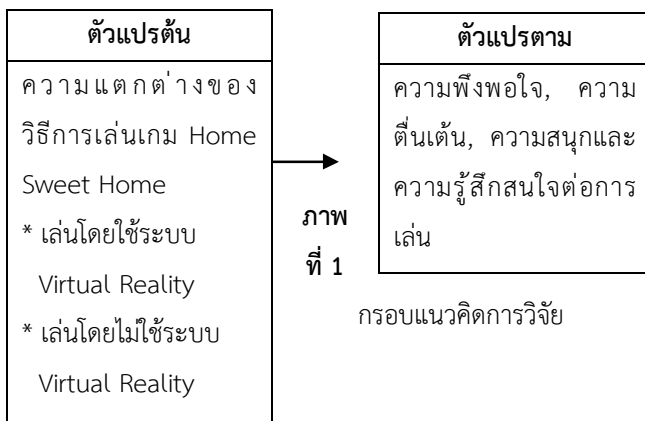 ตัวแปรต้น
ความแตกต่างของ
วิธีการเล่นเกม Home
Sweet Home
* เล่นโดยใช้ระบบ
Virtual Reality
* เล่นโดยไม่ใช้ระบบ
Virtual Reality
ตัวแปรตาม
ความพึงพอใจ, ความ
ตื่นเต้น, ความสนุกและ
ความรู้สึกสนใจต่อการ
เล่น
ภาพ
ที่ 1
กรอบแนวคิดการวิจัย